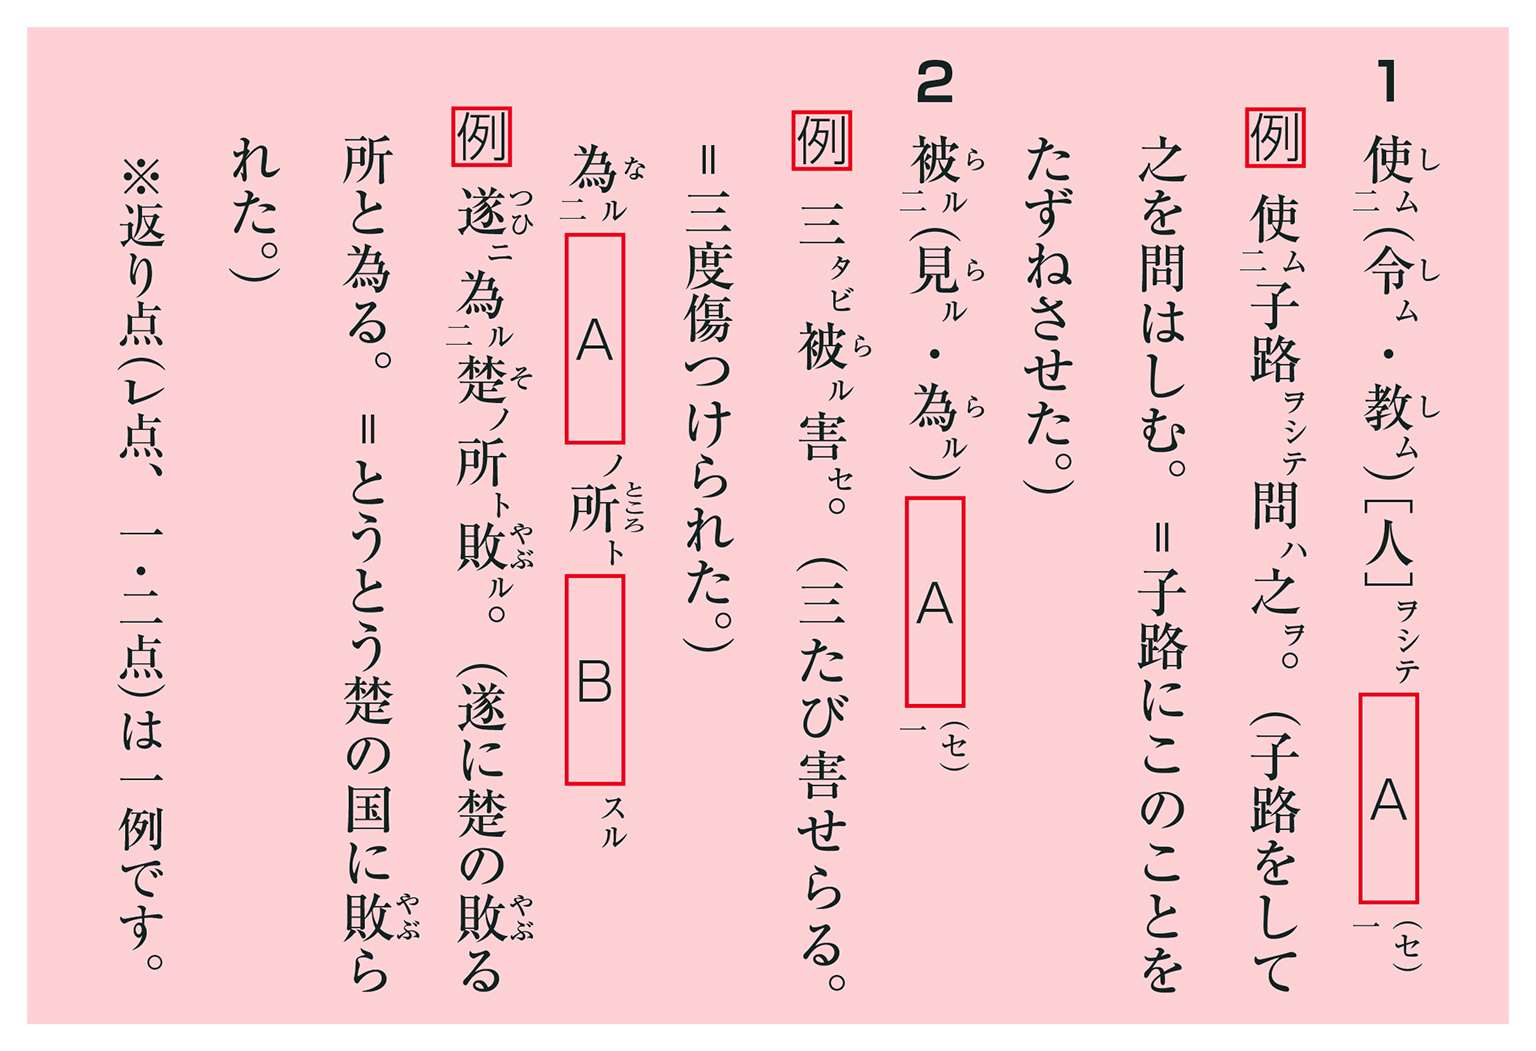 1 使しム二(令しム・教しム)[人]ヲシテ A (セ)一
例 使ム二子路ヲシテ問ハ之ヲ。(子路をして
之を問はしむ。=子路にこのことを
たずねさせた。)
2 被らル二(見らル・為らル) A (セ)一
例 三タビ被らル害セ。(三たび害せらる。
=三度傷つけられた。)
為なル二 A ノ所ところト B スル
例 遂つひニ為ル二楚そノ所ト敗やぶル。(遂に楚の敗やぶる
所と為る。=とうとう楚の国に敗やぶら
れた。)
※返り点(レ点、一・二点)は一例です。